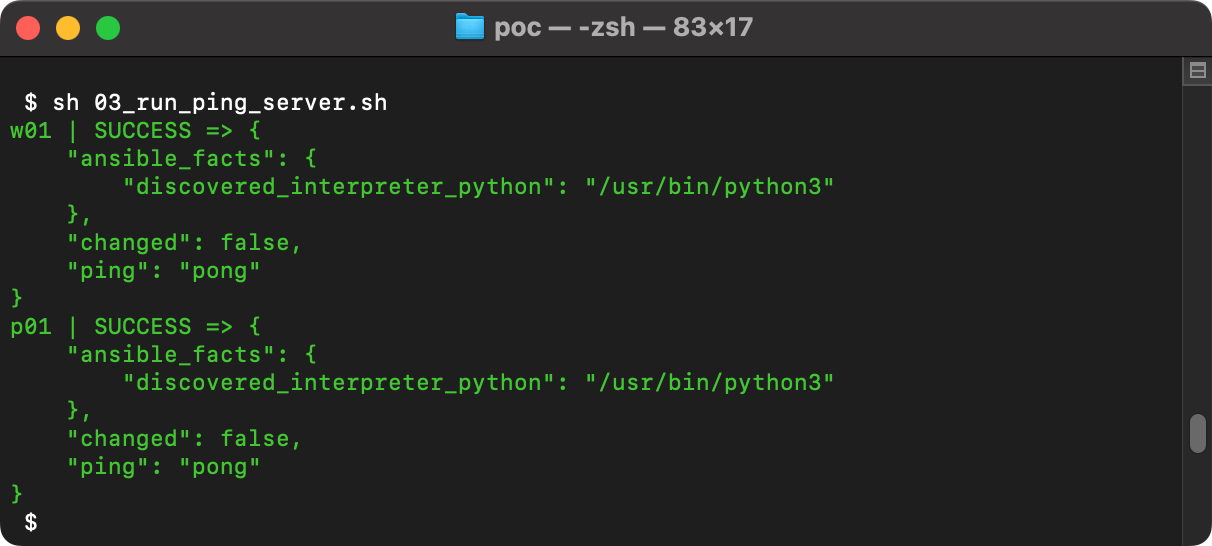 poc — -zsh — 83×17
$ sh 03_run_ping_server.sh
w01 | SUCCESS => {
    "ansible_facts": {
        "discovered_interpreter_python": "/usr/bin/python3"
    },
    "changed": false,
    "ping": "pong"
}
p01 | SUCCESS => {
    "ansible_facts": {
        "discovered_interpreter_python": "/usr/bin/python3"
    },
    "changed": false,
    "ping": "pong"
}
$